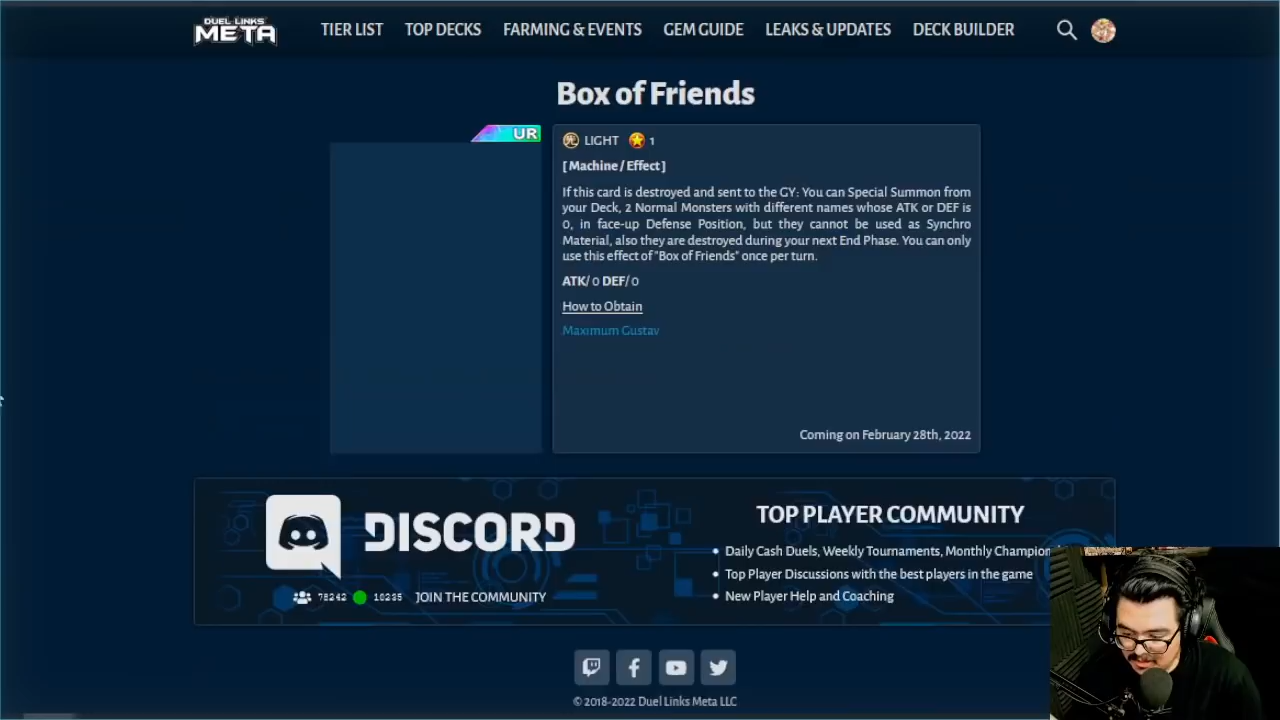 DUEL LINKS
META
TIER LIST
TOP DECKS
FARMING & EVENTS
GEM GUIDE
LEAKS & UPDATES
DECK BUILDER
Box of Friends
UR
光 LIGHT 1
[ Machine / Effect ]
If this card is destroyed and sent to the GY: You can Special Summon from
your Deck, 2 Normal Monsters with different names whose ATK or DEF is
0, in face-up Defense Position, but they cannot be used as Synchro
Material, also they are destroyed during your next End Phase. You can only
use this effect of "Box of Friends" once per turn.
ATK/ 0 DEF/ 0
How to Obtain
Maximum Gustav
Coming on February 28th, 2022
DISCORD
78242 10235 JOIN THE COMMUNITY
TOP PLAYER COMMUNITY
• Daily Cash Duels, Weekly Tournaments, Monthly Champion
• Top Player Discussions with the best players in the game
• New Player Help and Coaching
© 2018-2022 Duel Links Meta LLC